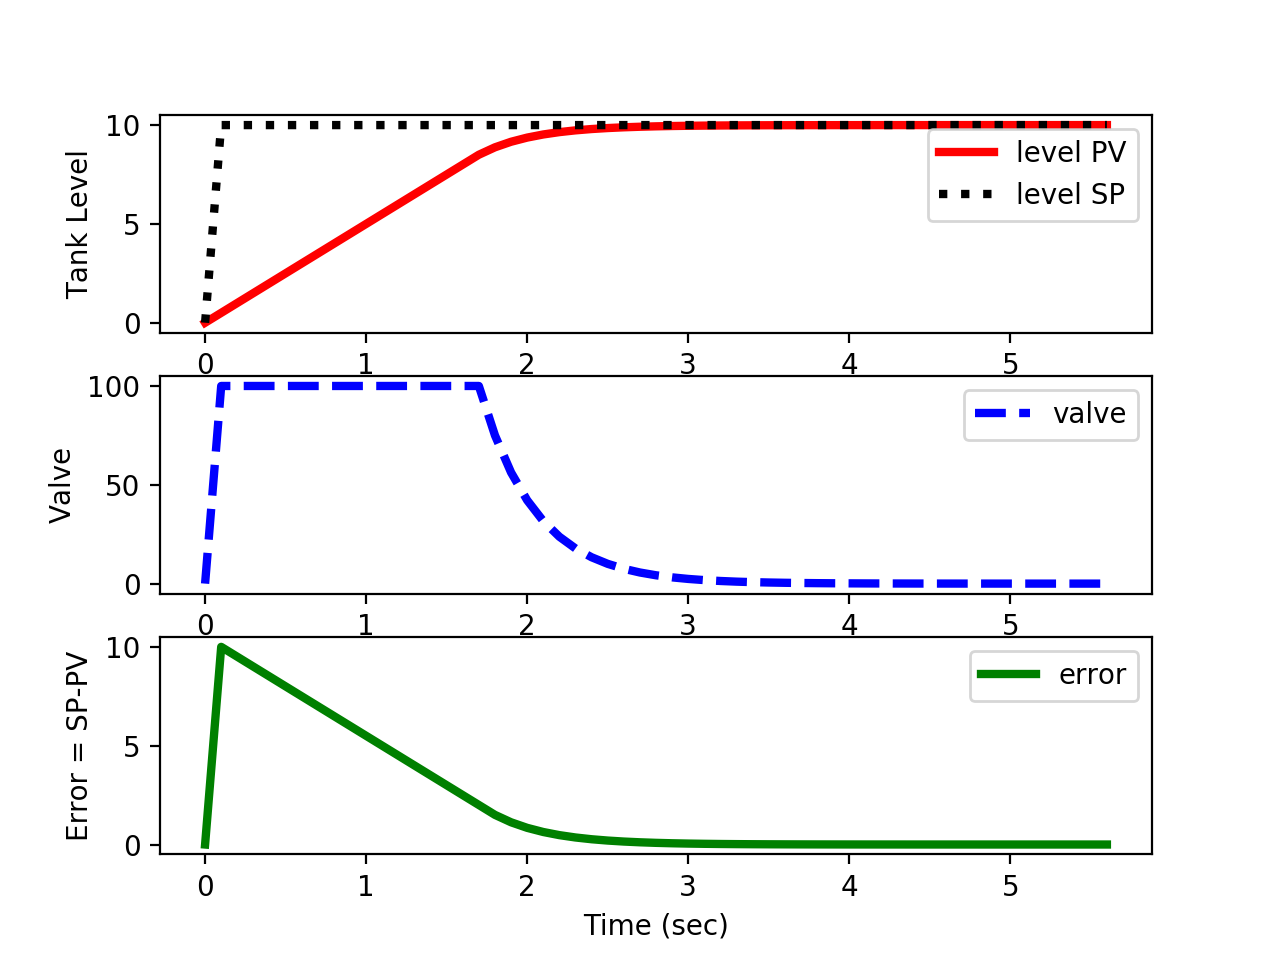 Tank Level
10
5
0
level PV
level SP
0 1 2 3 4 5
Valve
100
50
0
valve
0 1 2 3 4 5
Error = SP-PV
10
5
0
error
0 1 2 3 4 5
Time (sec)